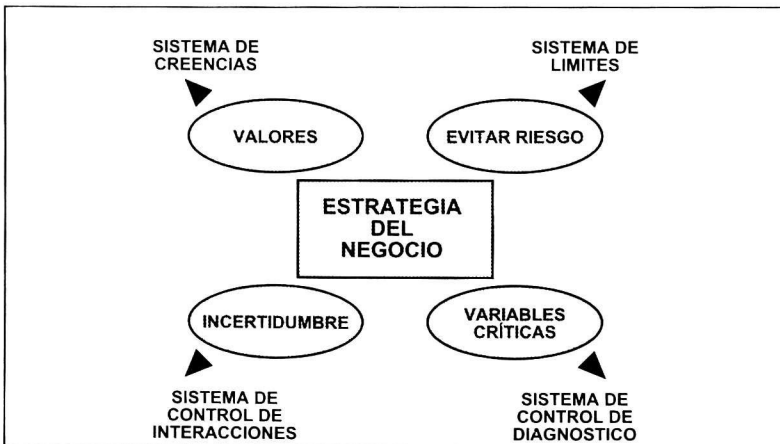 SISTEMA DE
CREENCIAS
SISTEMA DE
LIMITES
VALORES
EVITAR RIESGO
ESTRATEGIA
DEL
NEGOCIO
INCERTIDUMBRE
VARIABLES
CRÍTICAS
SISTEMA DE
CONTROL DE
INTERACCIONES
SISTEMA DE
CONTROL DE
DIAGNOSTICO